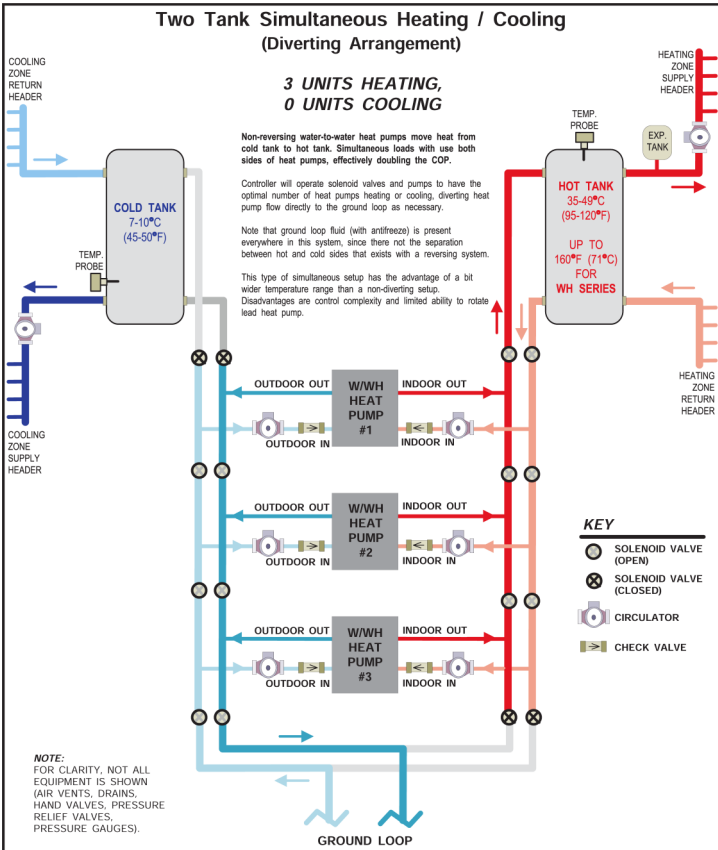 Two Tank Simultaneous Heating / Cooling
(Diverting Arrangement)
3 UNITS HEATING,
0 UNITS COOLING
Non-reversing water-to-water heat pumps move heat from
cold tank to hot tank. Simultaneous loads with use both
sides of heat pumps, effectively doubling the COP.
Controller will operate solenoid valves and pumps to have the
optimal number of heat pumps heating or cooling, diverting heat
pump flow directly to the ground loop as necessary.
Note that ground loop fluid (with antifreeze) is present
everywhere in this system, since there not the separation
between hot and cold sides that exists with a reversing system.
This type of simultaneous setup has the advantage of a bit
wider temperature range than a non-diverting setup.
Disadvantages are control complexity and limited ability to rotate
lead heat pump.
COOLING
ZONE
RETURN
HEADER
COLD TANK
7-10°C
(45-50°F)
TEMP.
PROBE
COOLING
ZONE
SUPPLY
HEADER
HEATING
ZONE
SUPPLY
HEADER
TEMP.
PROBE
EXP.
TANK
HOT TANK
35-49°C
(95-120°F)
UP TO
160°F (71°C)
FOR
WH SERIES
HEATING
ZONE
RETURN
HEADER
OUTDOOR OUT
W/WH
HEAT
PUMP
#1
INDOOR OUT
OUTDOOR IN
INDOOR IN
OUTDOOR OUT
W/WH
HEAT
PUMP
#2
INDOOR OUT
OUTDOOR IN
INDOOR IN
OUTDOOR OUT
W/WH
HEAT
PUMP
#3
INDOOR OUT
OUTDOOR IN
INDOOR IN
KEY
SOLENOID VALVE
(OPEN)
SOLENOID VALVE
(CLOSED)
CIRCULATOR
CHECK VALVE
NOTE:
FOR CLARITY, NOT ALL
EQUIPMENT IS SHOWN
(AIR VENTS, DRAINS,
HAND VALVES, PRESSURE
RELIEF VALVES,
PRESSURE GAUGES).
GROUND LOOP